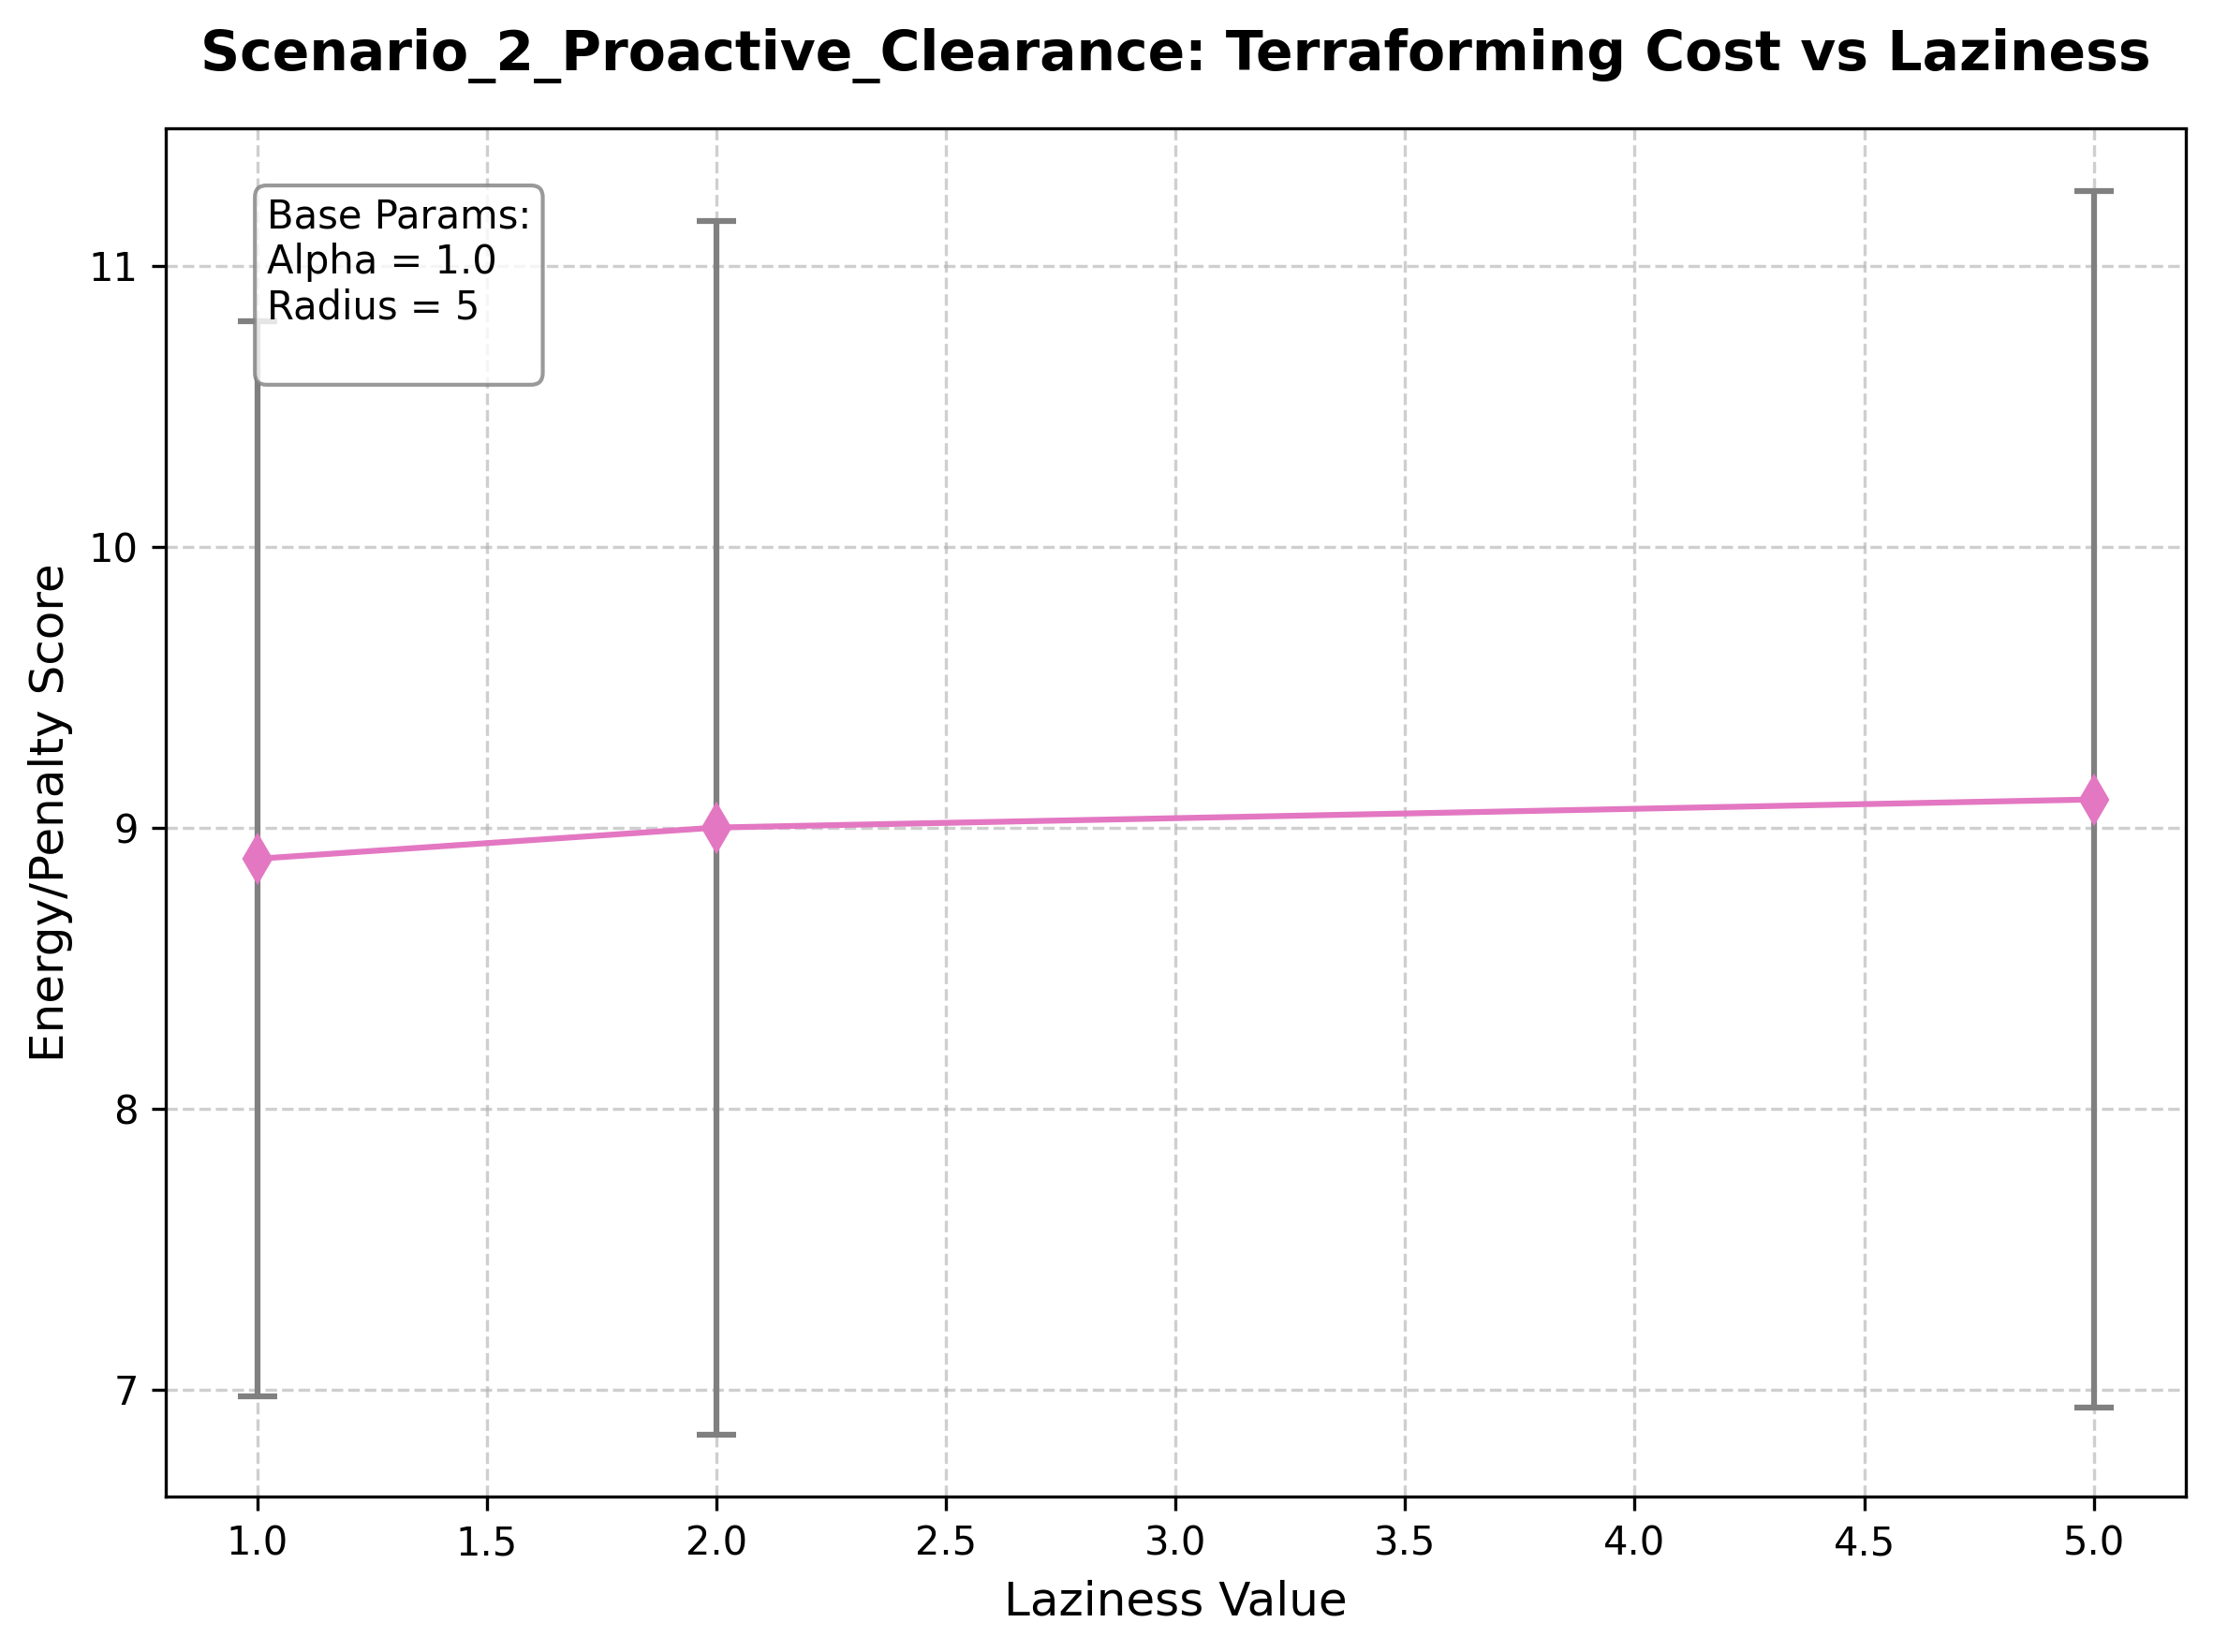 Scenario_2_Proactive_Clearance: Terraforming Cost vs Laziness
Base Params:
Alpha = 1.0
Radius = 5
11
10
9
8
7
Energy/Penalty Score
1.0 1.5 2.0 2.5 3.0 3.5 4.0 4.5 5.0
Laziness Value